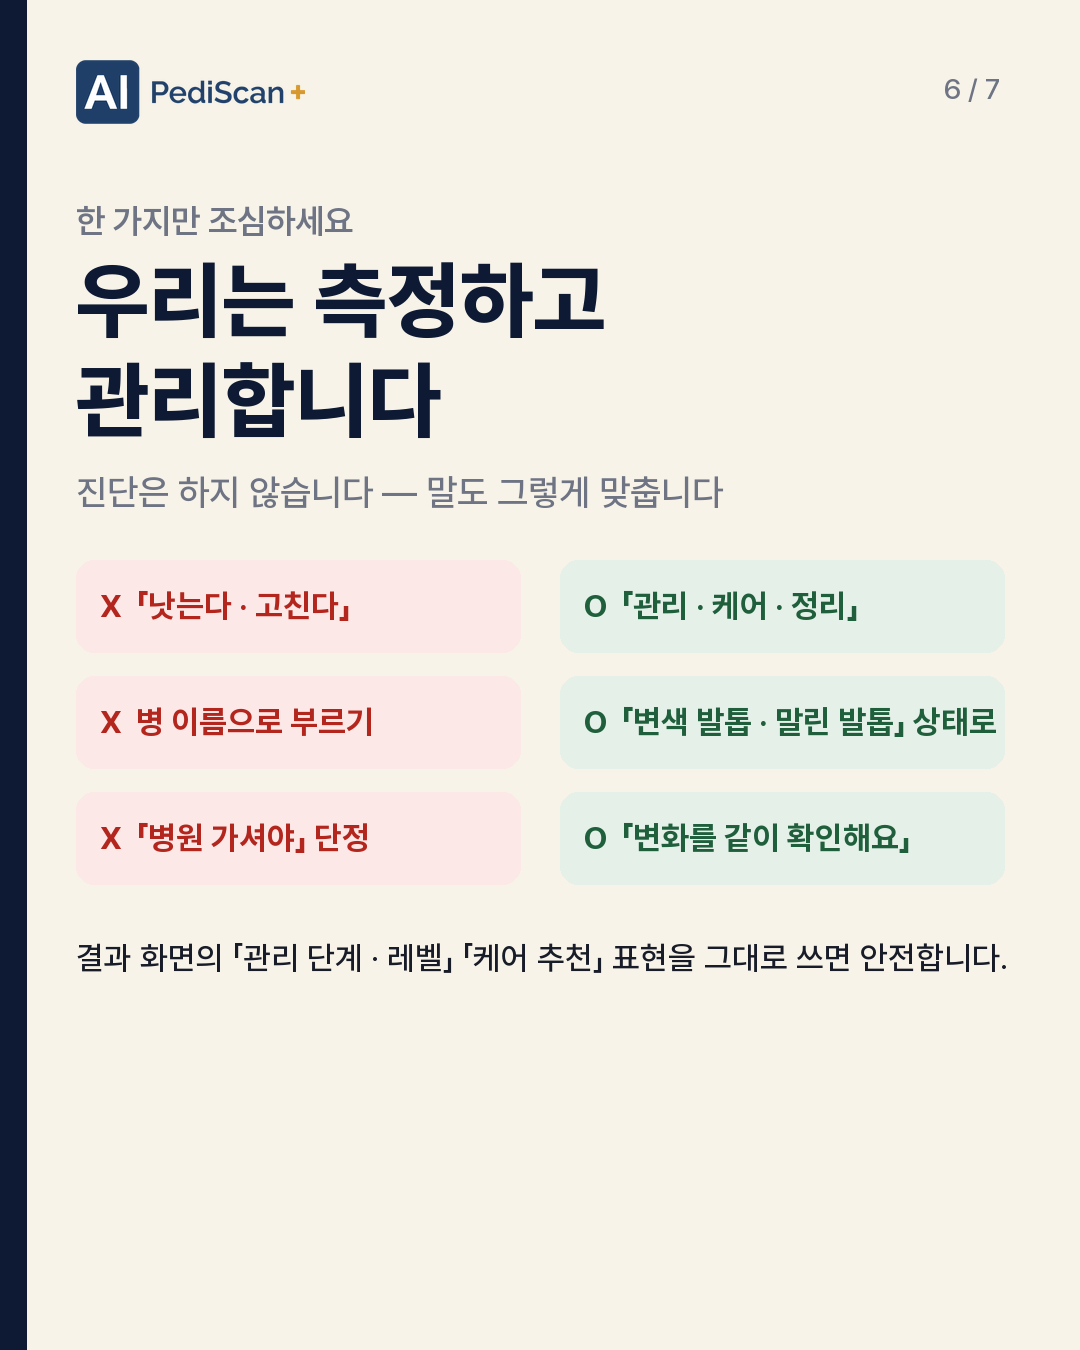 AI PediScan +
6 / 7
한 가지만 조심하세요
우리는 측정하고
관리합니다
진단은 하지 않습니다 — 말도 그렇게 맞춥니다
X 「낫는다 · 고친다」
O 「관리 · 케어 · 정리」
X 병 이름으로 부르기
O 「변색 발톱 · 말린 발톱」 상태로
X 「병원 가셔야」 단정
O 「변화를 같이 확인해요」
결과 화면의 「관리 단계 · 레벨」 「케어 추천」 표현을 그대로 쓰면 안전합니다.